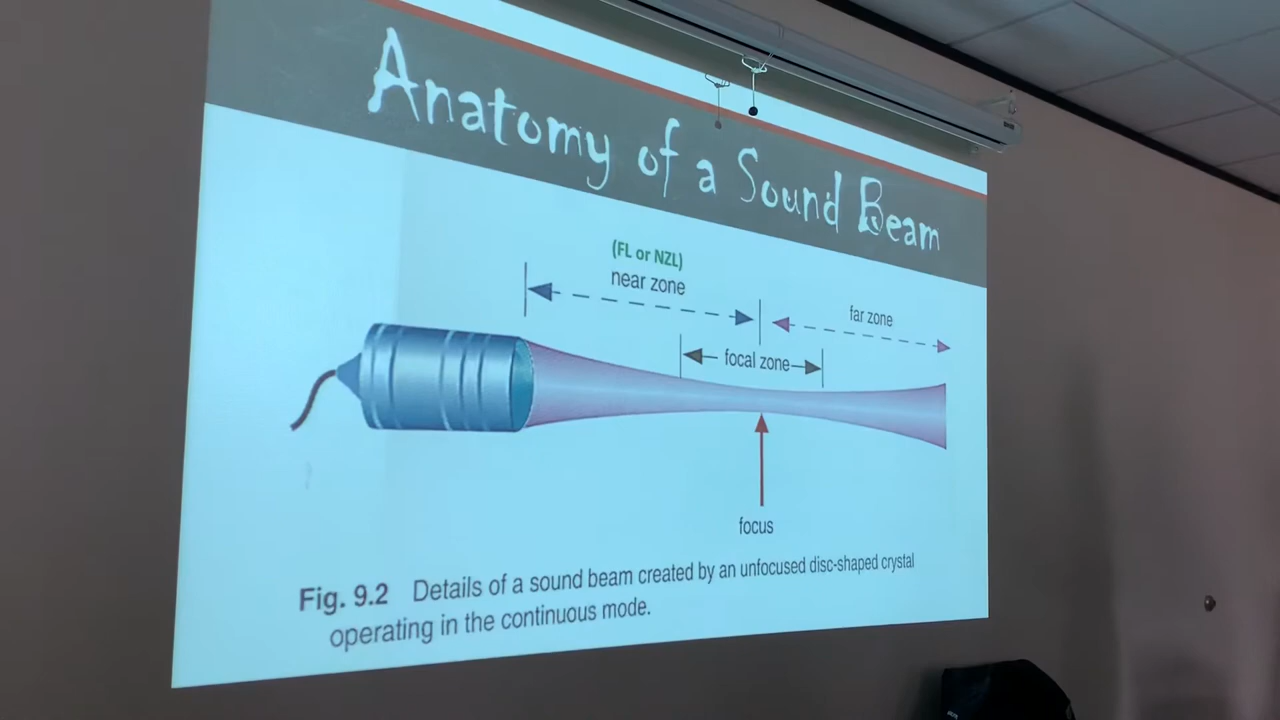 Anatomy of a Sound Beam
(FL or NZL)
near zone
far zone
focal zone
focus
Fig. 9.2 Details of a sound beam created by an unfocused disc-shaped crystal
operating in the continuous mode.